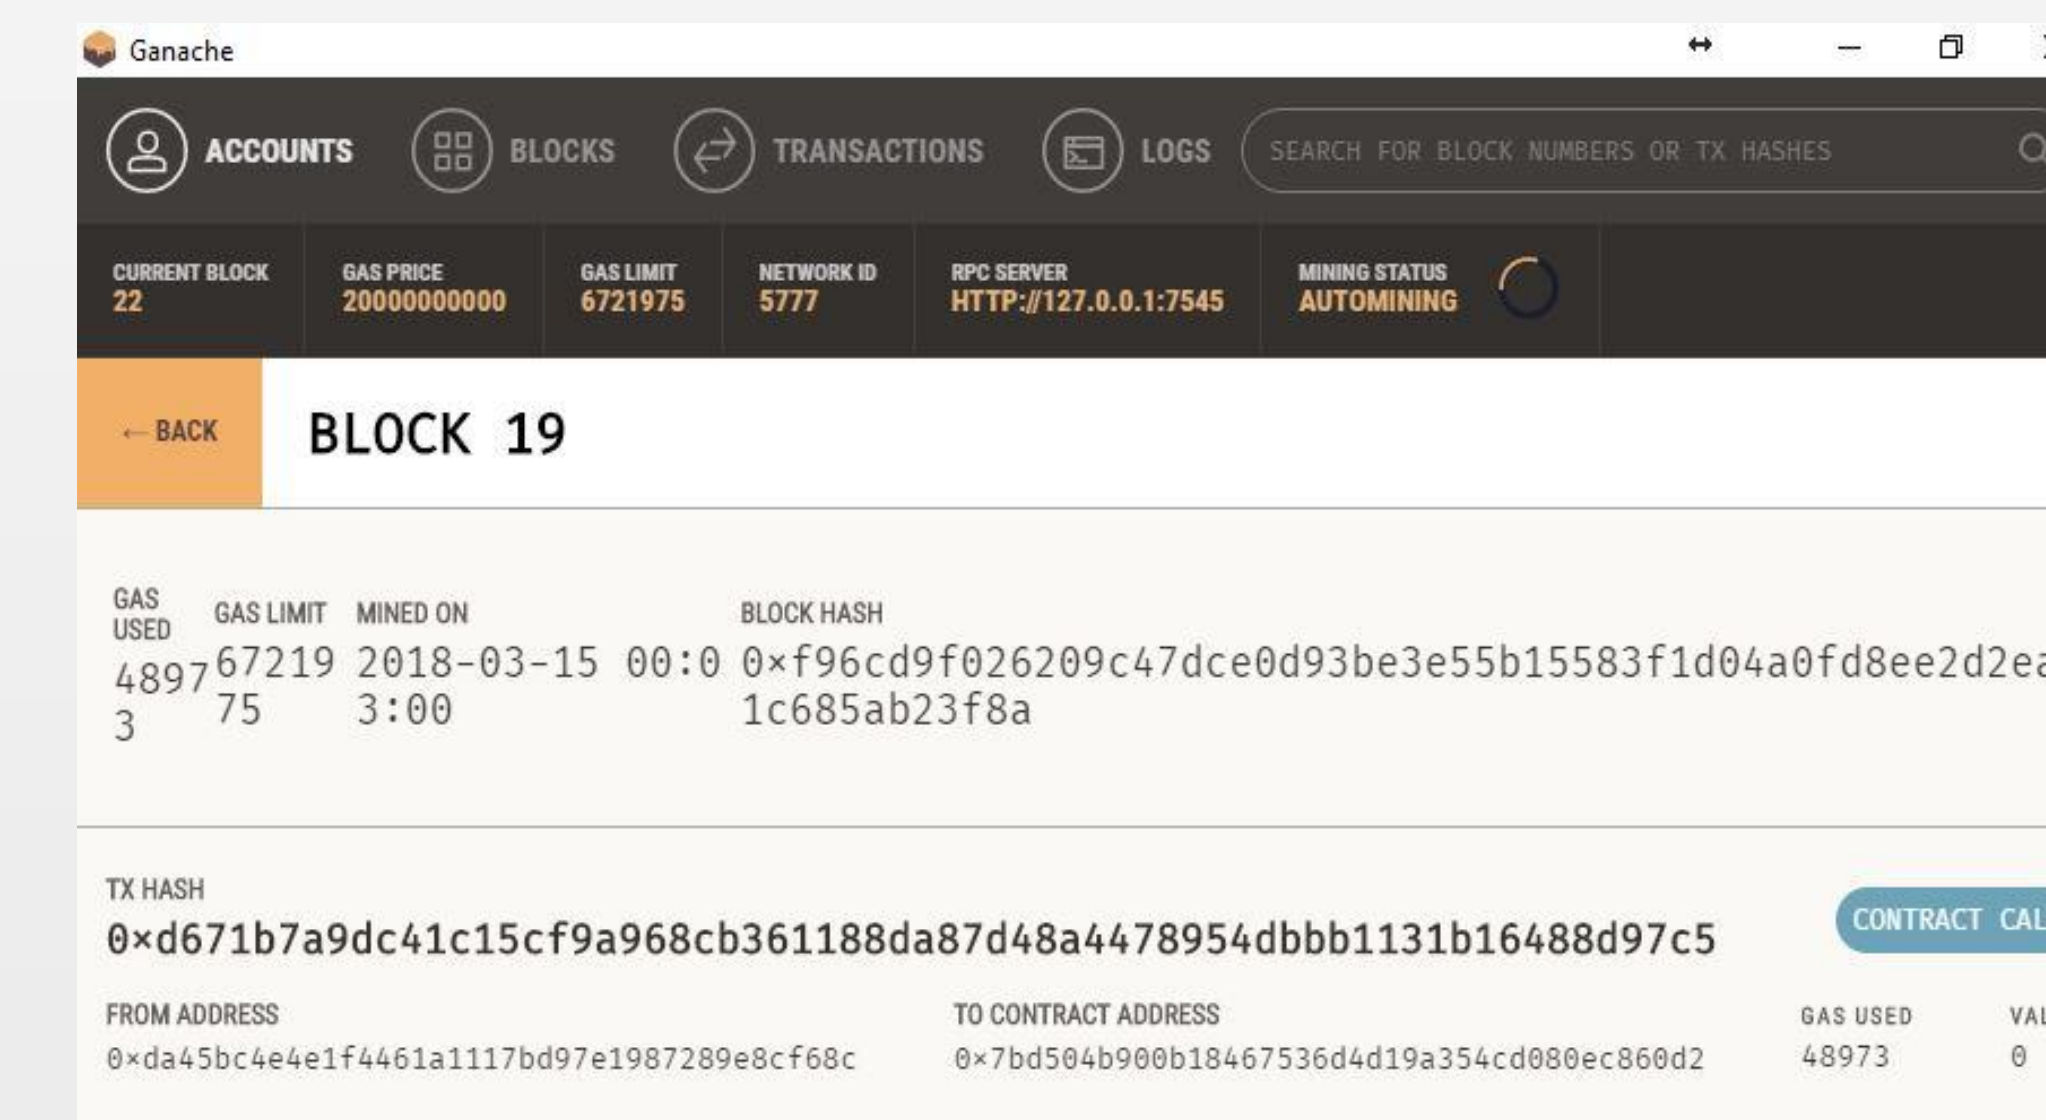 Ganache
ACCOUNTS BLOCKS TRANSACTIONS LOGS SEARCH FOR BLOCK NUMBERS OR TX HASHES
CURRENT BLOCK GAS PRICE GAS LIMIT NETWORK ID RPC SERVER MINING STATUS
22 20000000000 6721975 5777 HTTP://127.0.0.1:7545 AUTOMINING
← BACK BLOCK 19
GAS USED GAS LIMIT MINED ON BLOCK HASH
4897 67219 2018-03-15 00:0 0×f96cd9f026209c47dce0d93be3e55b15583f1d04a0fd8ee2d2ea
3 75 3:00 1c685ab23f8a
TX HASH
0×d671b7a9dc41c15cf9a968cb361188da87d48a4478954dbbb1131b16488d97c5 CONTRACT CAL
FROM ADDRESS TO CONTRACT ADDRESS GAS USED VAL
0×da45bc4e4e1f4461a1117bd97e1987289e8cf68c 0×7bd504b900b18467536d4d19a354cd080ec860d2 48973 0